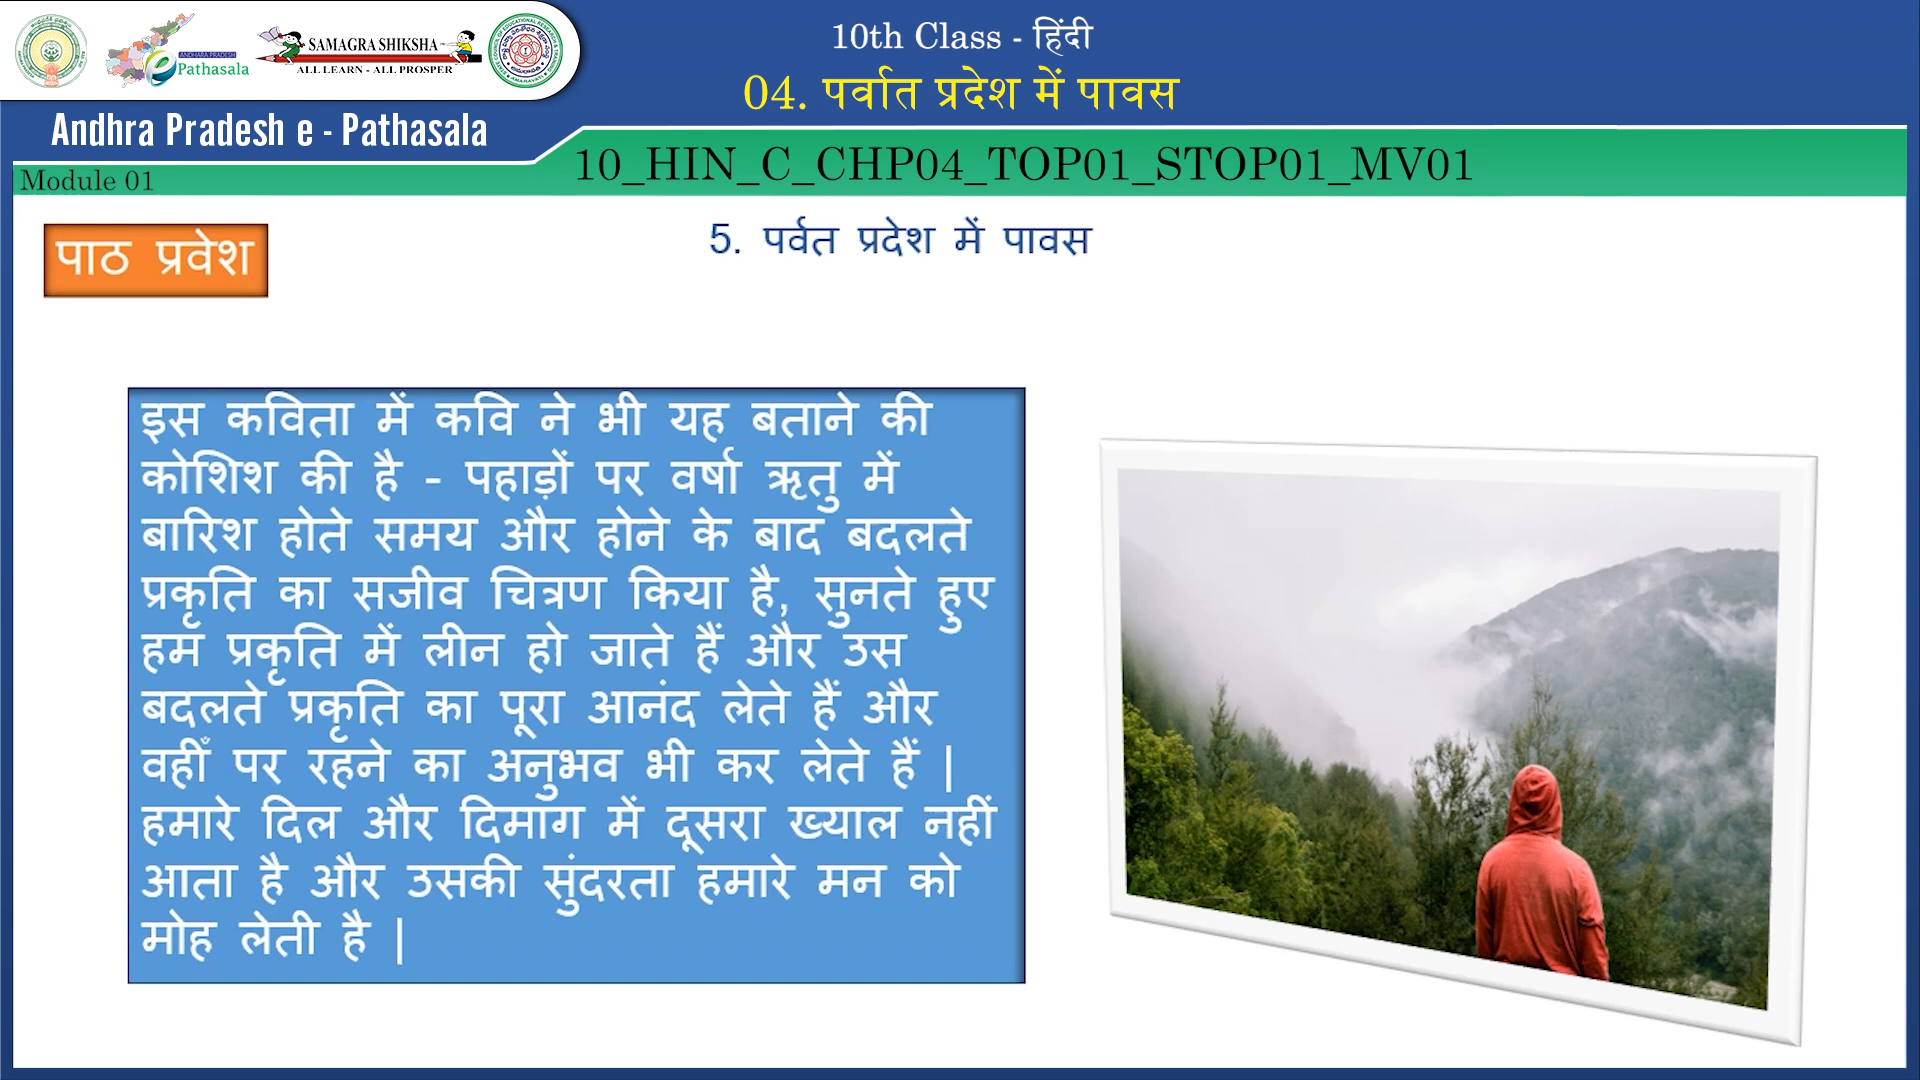 SAMAGRA SHIKSHA
ALL LEARN - ALL PROSPER
ANDHRA PRADESH
e Pathasala
Andhra Pradesh e - Pathasala
Module 01
10th Class - हिंदी
04. पर्वात प्रदेश में पावस
10_HIN_C_CHP04_TOP01_STOP01_MV01
पाठ प्रवेश
5. पर्वत प्रदेश में पावस
इस कविता में कवि ने भी यह बताने की
कोशिश की है - पहाड़ों पर वर्षा ऋतु में
बारिश होते समय और होने के बाद बदलते
प्रकृति का सजीव चित्रण किया है, सुनते हुए
हम प्रकृति में लीन हो जाते हैं और उस
बदलते प्रकृति का पूरा आनंद लेते हैं और
वहीँ पर रहने का अनुभव भी कर लेते हैं |
हमारे दिल और दिमाग में दूसरा ख्याल नहीं
आता है और उसकी सुंदरता हमारे मन को
मोह लेती है |